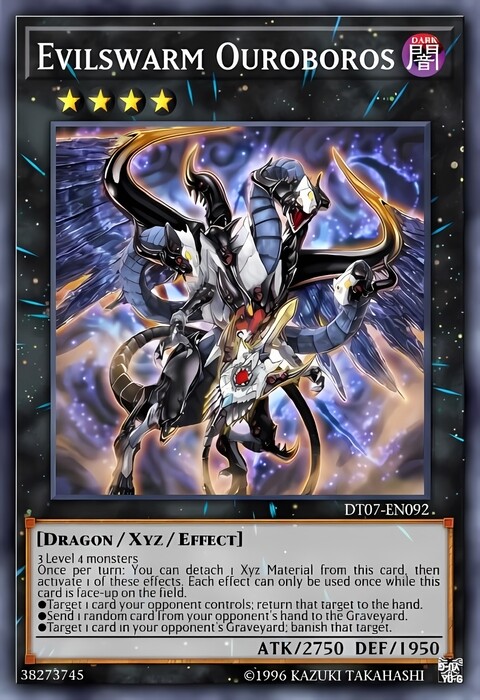 EVILSWARM OUROBOROS
DARK
闇
DT07-EN092
[DRAGON / XYZ / EFFECT]
3 Level 4 monsters
Once per turn: You can detach 1 Xyz Material from this card, then
activate 1 of these effects. Each effect can only be used once while this
card is face-up on the field.
●Target 1 card your opponent controls; return that target to the hand.
●Send 1 random card from your opponent's hand to the Graveyard.
●Target 1 card in your opponent's Graveyard; banish that target.
ATK/2750 DEF/1950
38273745
©1996 KAZUKI TAKAHASHI